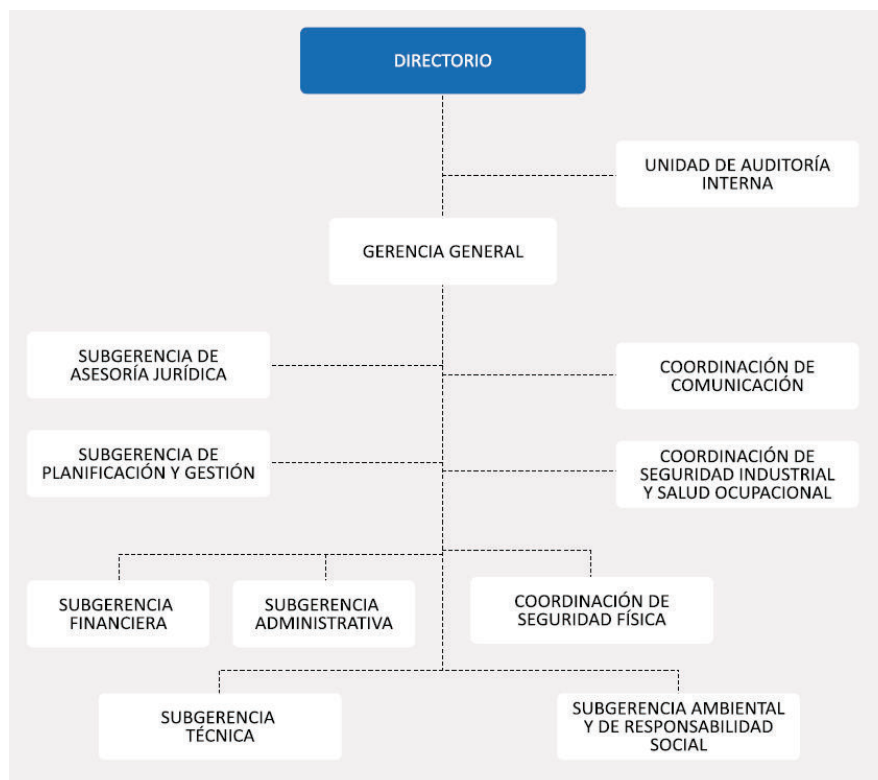 DIRECTORIO
UNIDAD DE AUDITORÍA
INTERNA
GERENCIA GENERAL
SUBGERENCIA DE
ASESORÍA JURÍDICA
COORDINACIÓN DE
COMUNICACIÓN
SUBGERENCIA DE
PLANIFICACIÓN Y GESTIÓN
COORDINACIÓN DE
SEGURIDAD INDUSTRIAL
Y SALUD OCUPACIONAL
SUBGERENCIA
FINANCIERA
SUBGERENCIA
ADMINISTRATIVA
COORDINACIÓN DE
SEGURIDAD FÍSICA
SUBGERENCIA
TÉCNICA
SUBGERENCIA AMBIENTAL
Y DE RESPONSABILIDAD
SOCIAL